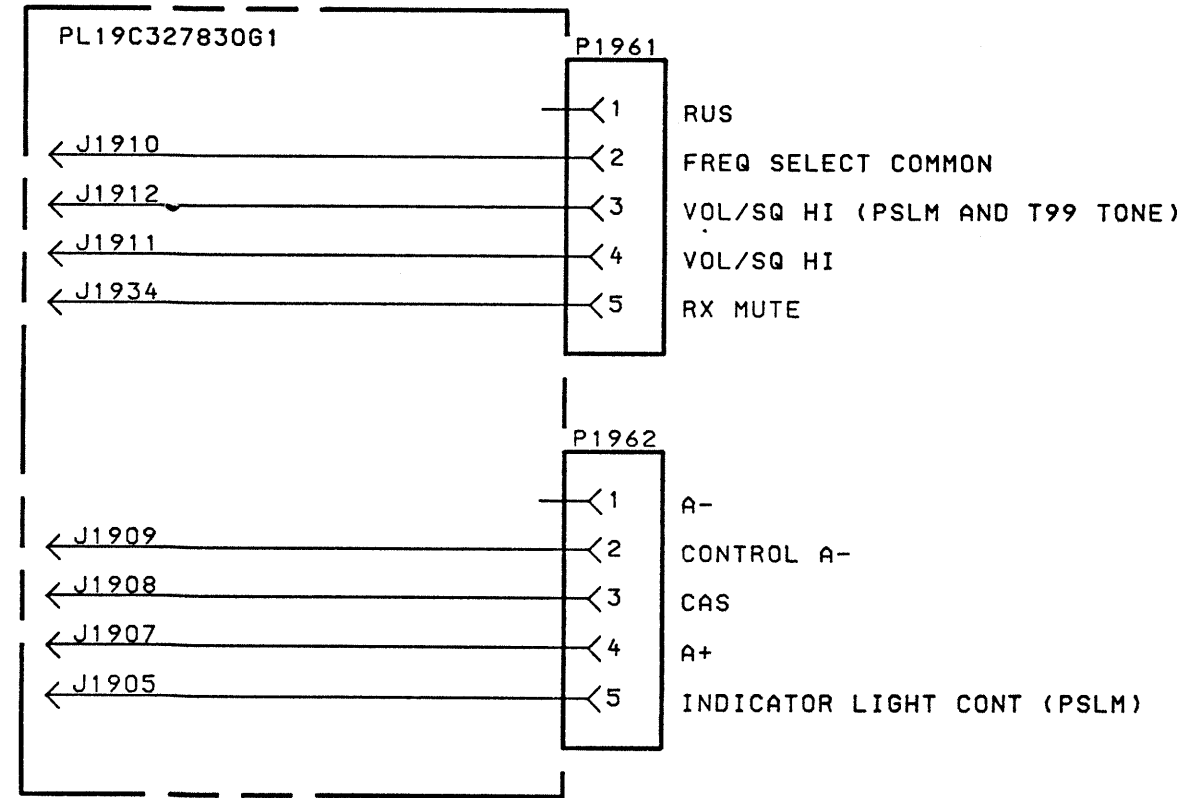 PL19C327830G1
P1961
1 RUS
J1910 2 FREQ SELECT COMMON
J1912 3 VOL/SQ HI (PSLM AND T99 TONE)
J1911 4 VOL/SQ HI
J1934 5 RX MUTE
P1962
1 A-
J1909 2 CONTROL A-
J1908 3 CAS
J1907 4 A+
J1905 5 INDICATOR LIGHT CONT (PSLM)